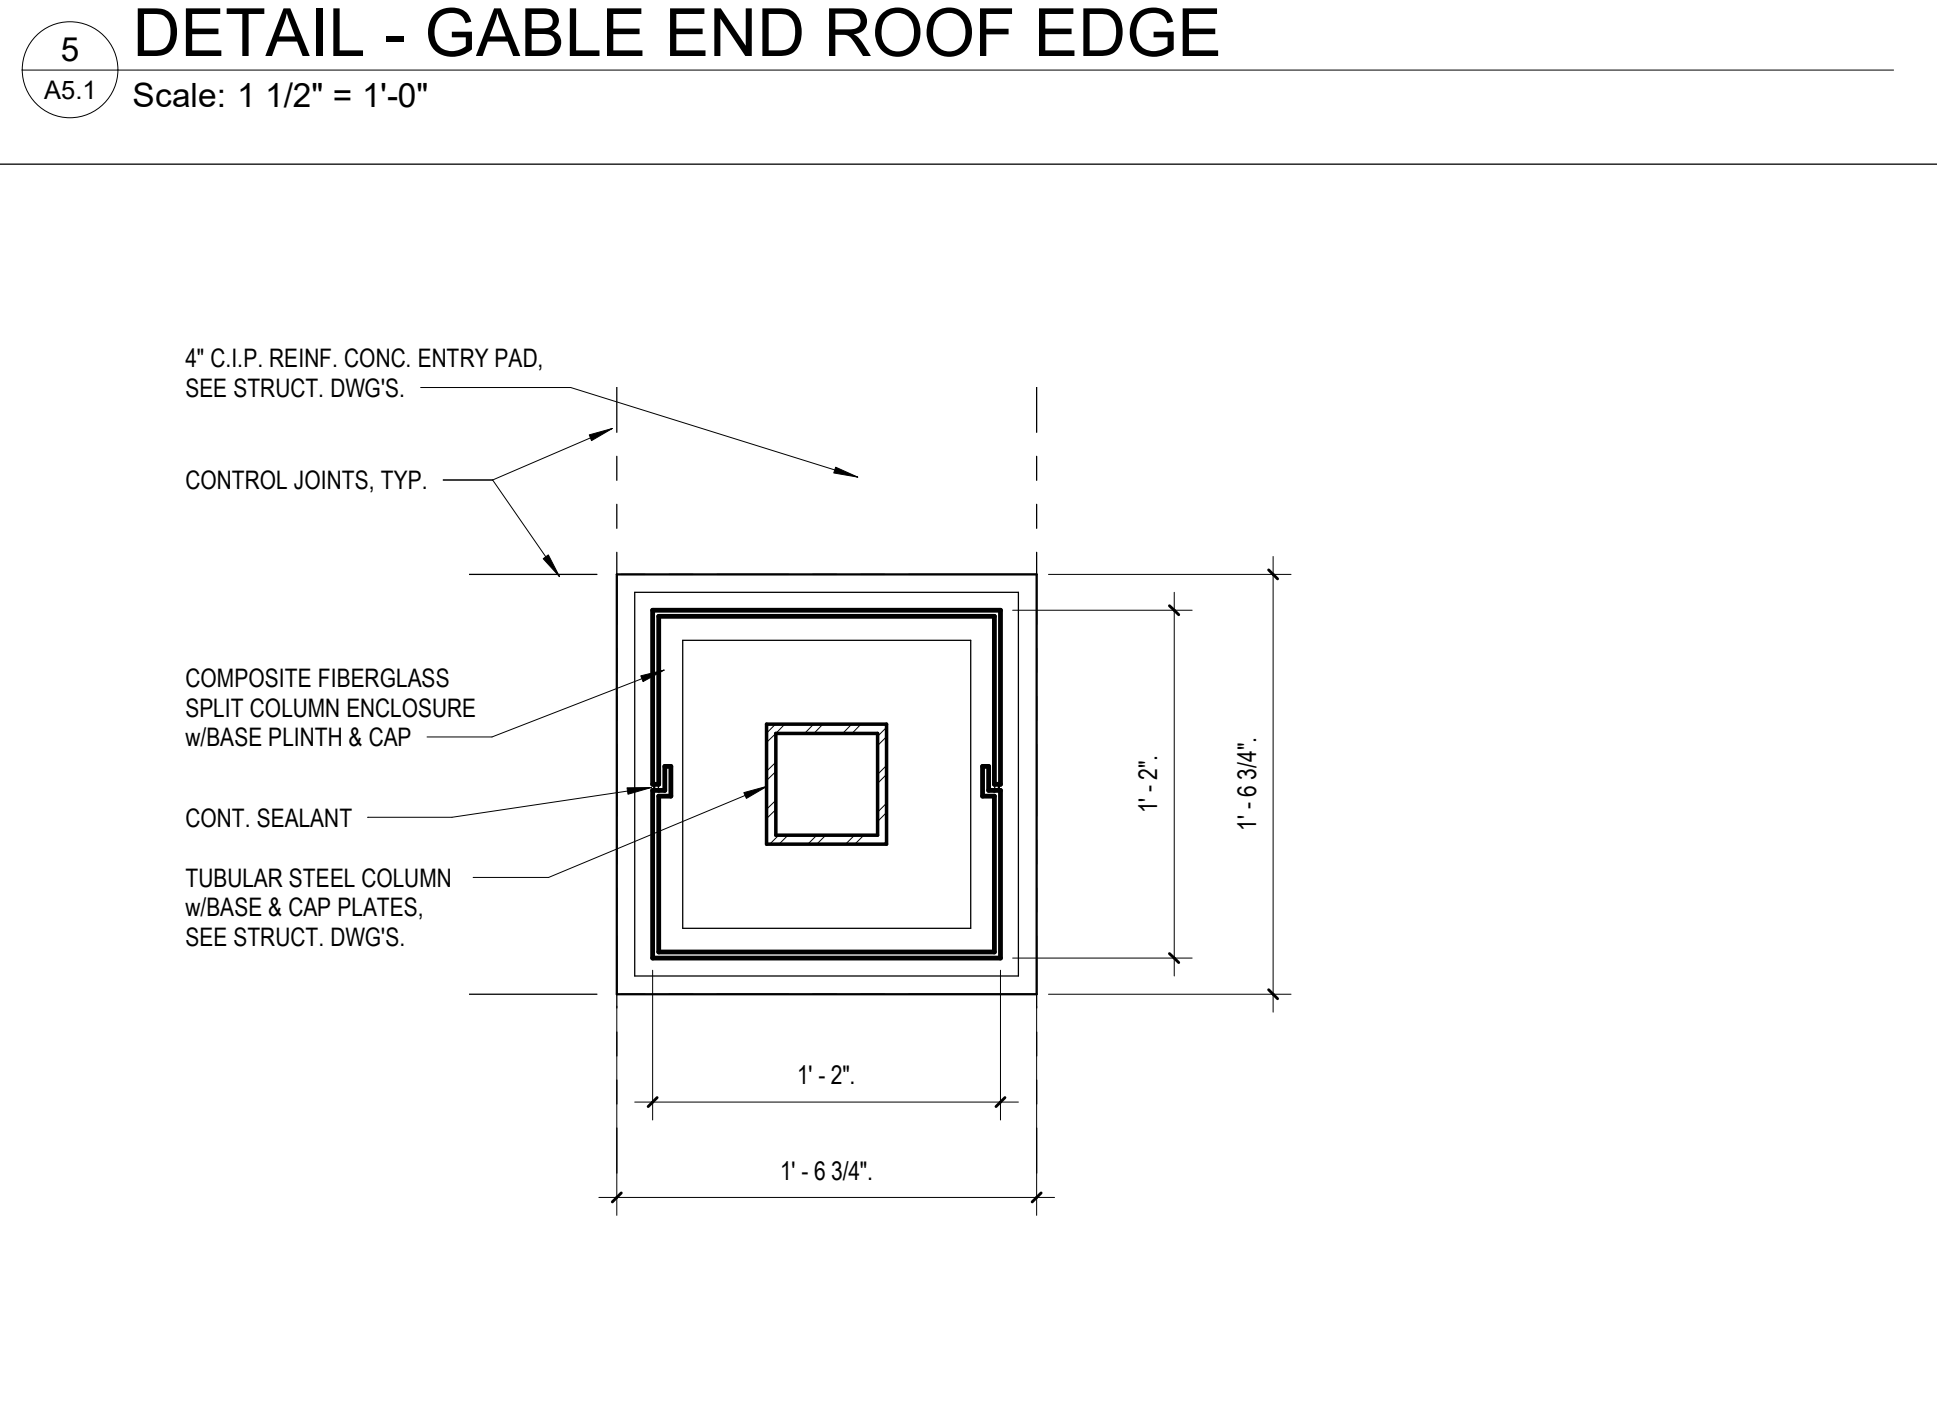 5
A5.1
DETAIL - GABLE END ROOF EDGE
Scale: 1 1/2" = 1'-0"
4" C.I.P. REINF. CONC. ENTRY PAD,
SEE STRUCT. DWG'S.
CONTROL JOINTS, TYP.
COMPOSITE FIBERGLASS
SPLIT COLUMN ENCLOSURE
w/BASE PLINTH & CAP
CONT. SEALANT
TUBULAR STEEL COLUMN
w/BASE & CAP PLATES,
SEE STRUCT. DWG'S.
1' - 2".
1' - 6 3/4".
1' - 2".
1' - 6 3/4".